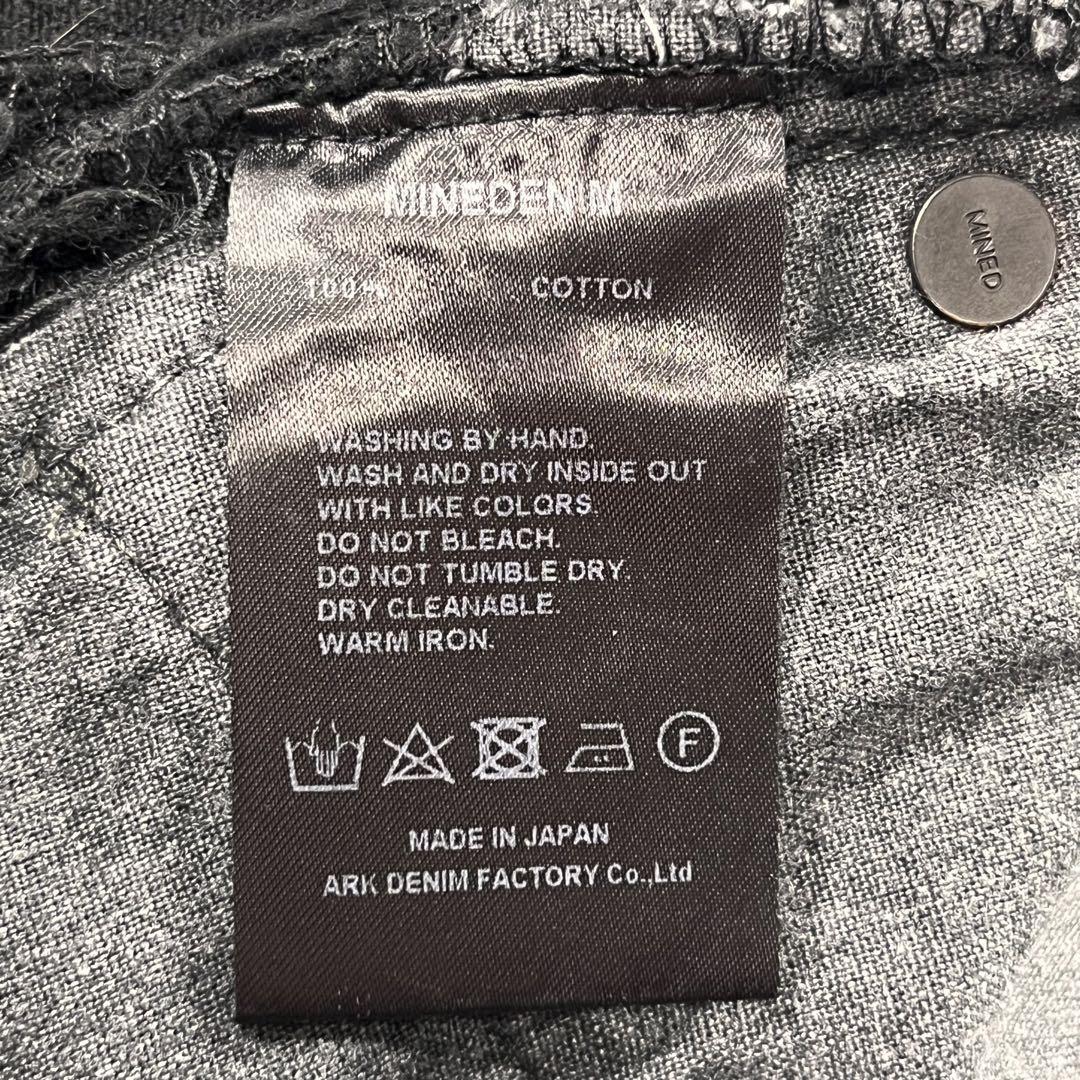 MINEDENIM
100% COTTON
MINED
WASHING BY HAND.
WASH AND DRY INSIDE OUT
WITH LIKE COLORS
DO NOT BLEACH.
DO NOT TUMBLE DRY.
DRY CLEANABLE.
WARM IRON.
F
MADE IN JAPAN
ARK DENIM FACTORY Co.,Ltd